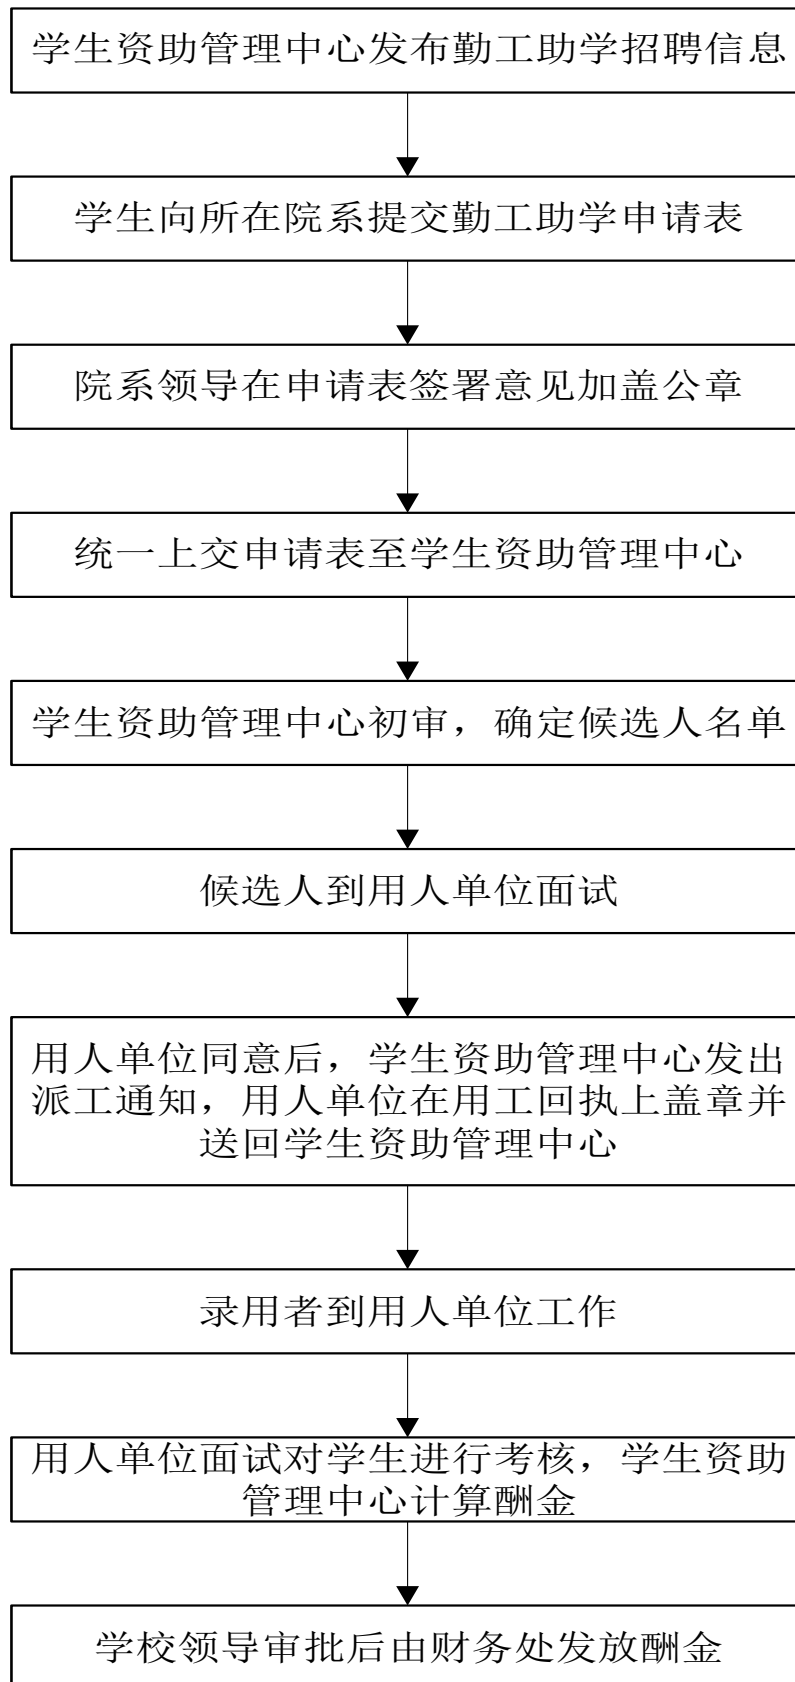 学生资助管理中心发布勤工助学招聘信息
学生向所在院系提交勤工助学申请表
院系领导在申请表签署意见加盖公章
统一上交申请表至学生资助管理中心
学生资助管理中心初审，确定候选人名单
候选人到用人单位面试
用人单位同意后，学生资助管理中心发出
派工通知，用人单位在用工回执上盖章并
送回学生资助管理中心
录用者到用人单位工作
用人单位面试对学生进行考核，学生资助
管理中心计算酬金
学校领导审批后由财务处发放酬金